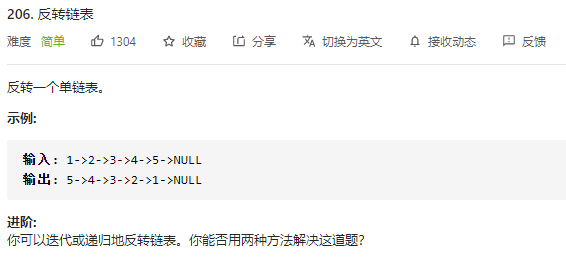 206. 反转链表
难度 简单 1304 收藏 分享 切换为英文 接收动态 反馈
反转一个单链表。
示例:
输入: 1->2->3->4->5->NULL
输出: 5->4->3->2->1->NULL
进阶:
你可以迭代或递归地反转链表。你能否用两种方法解决这道题？